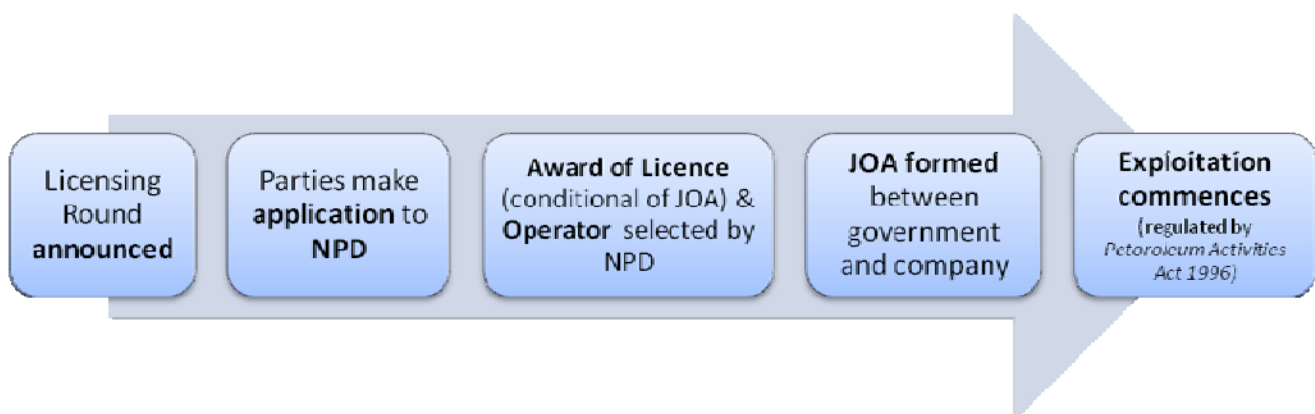 Licensing
Round
announced
Parties make
application to
NPD
Award of Licence
(conditional of JOA) &
Operator selected by
NPD
JOA formed
between
government
and company
Exploitation
commences
(regulated by
Petoroleum Activities
Act 1996)